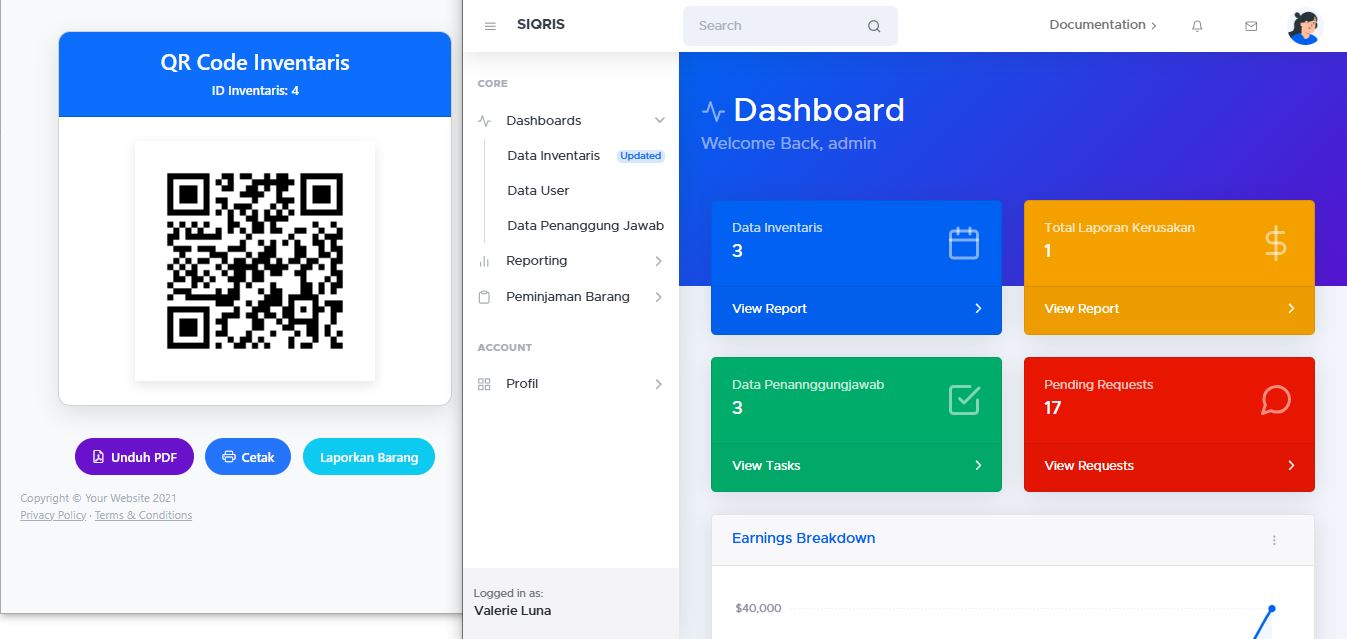 QR Code Inventaris
ID Inventaris: 4
Unduh PDF
Cetak
Laporkan Barang
Copyright © Your Website 2021
Privacy Policy · Terms & Conditions
SIQRIS
Search
Documentation
CORE
Dashboards
Data Inventaris Updated
Data User
Data Penanggung Jawab
Reporting
Peminjaman Barang
ACCOUNT
Profil
Logged in as:
Valerie Luna
Dashboard
Welcome Back, admin
Data Inventaris
3
View Report
Total Laporan Kerusakan
1
View Report
Data Penannggungjawab
3
View Tasks
Pending Requests
17
View Requests
Earnings Breakdown
$40,000